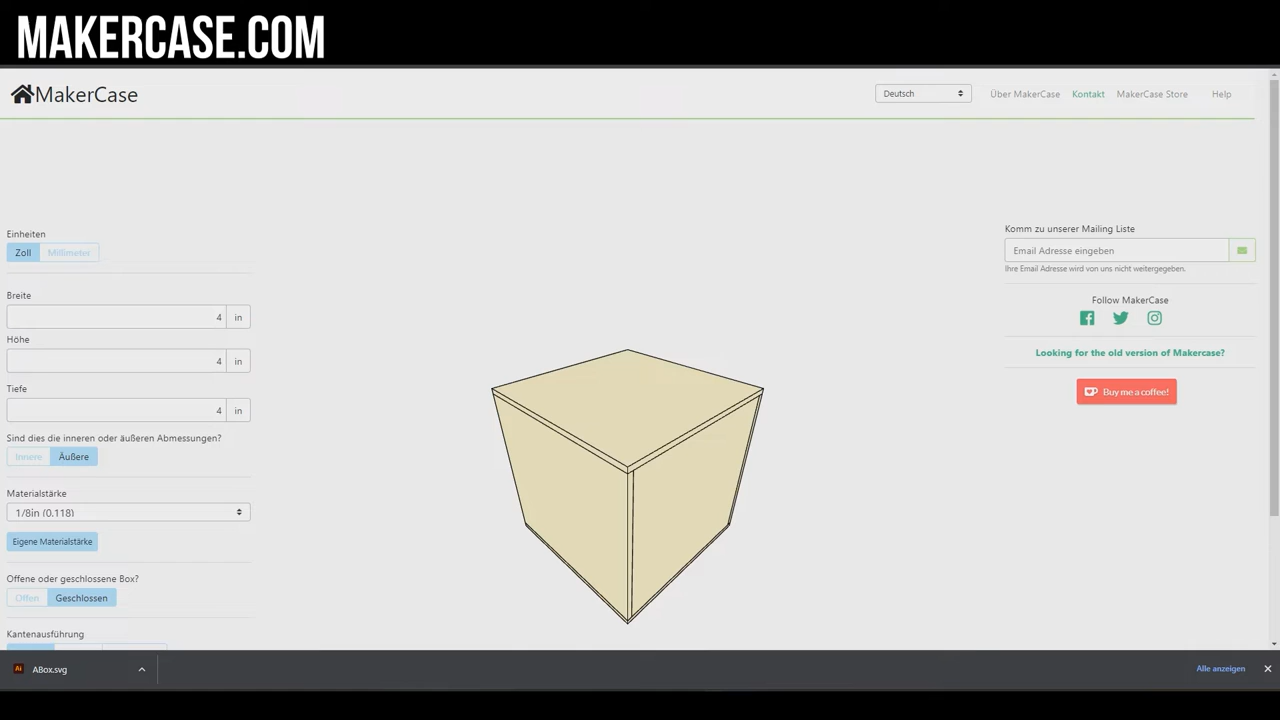 MAKERCASE.COM
MakerCase
Deutsch
Über MakerCase
Kontakt
MakerCase Store
Help
Einheiten
Zoll
Millimeter
Breite
4
in
Höhe
4
in
Tiefe
4
in
Sind dies die inneren oder äußeren Abmessungen?
Innere
Äußere
Materialstärke
1/8in (0.118)
Eigene Materialstärke
Offene oder geschlossene Box?
Offen
Geschlossen
Kantenausführung
Komm zu unserer Mailing Liste
Email Adresse eingeben
Ihre Email Adresse wird von uns nicht weitergegeben.
Follow MakerCase
Looking for the old version of Makercase?
Buy me a coffee!
Ai
ABox.svg
Alle anzeigen